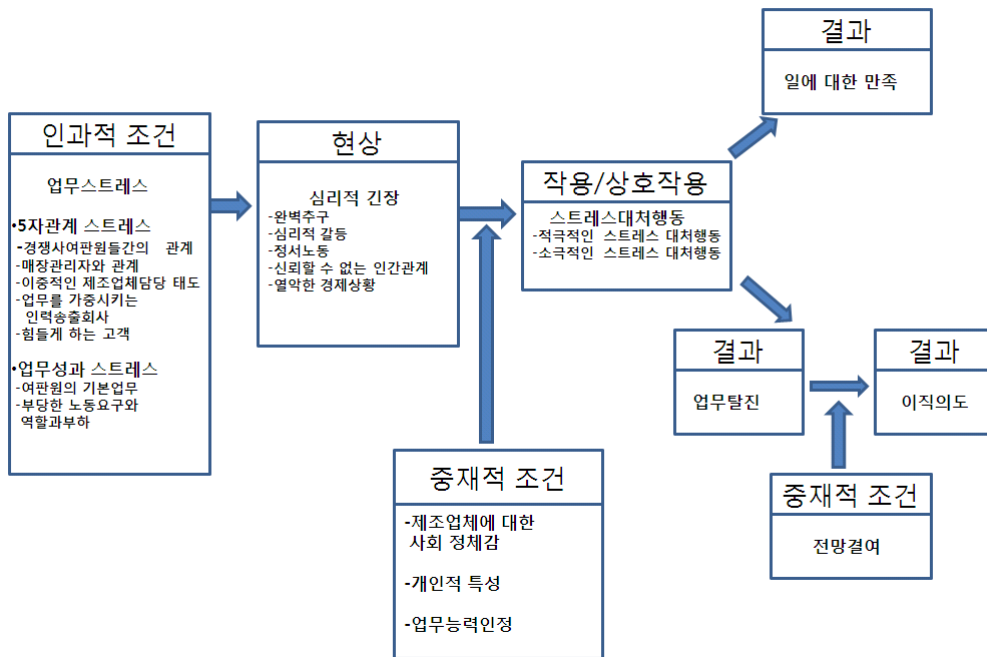 인과적 조건
업무스트레스
•5자관계 스트레스
-경쟁사여판원들간의 관계
-매장관리자와 관계
-이중적인 제조업체담당 태도
-업무를 가중시키는
인력송출회사
-힘들게 하는 고객
•업무성과 스트레스
-여판원의 기본업무
-부당한 노동요구와
역할과부하
현상
심리적 긴장
-완벽추구
-심리적 갈등
-정서노동
-신뢰할 수 없는 인간관계
-열악한 경제상황
중재적 조건
-제조업체에 대한
사회 정체감
-개인적 특성
-업무능력인정
작용/상호작용
스트레스대처행동
-적극적인 스트레스 대처행동
-소극적인 스트레스 대처행동
결과
일에 대한 만족
결과
업무탈진
결과
이직의도
중재적 조건
전망결여